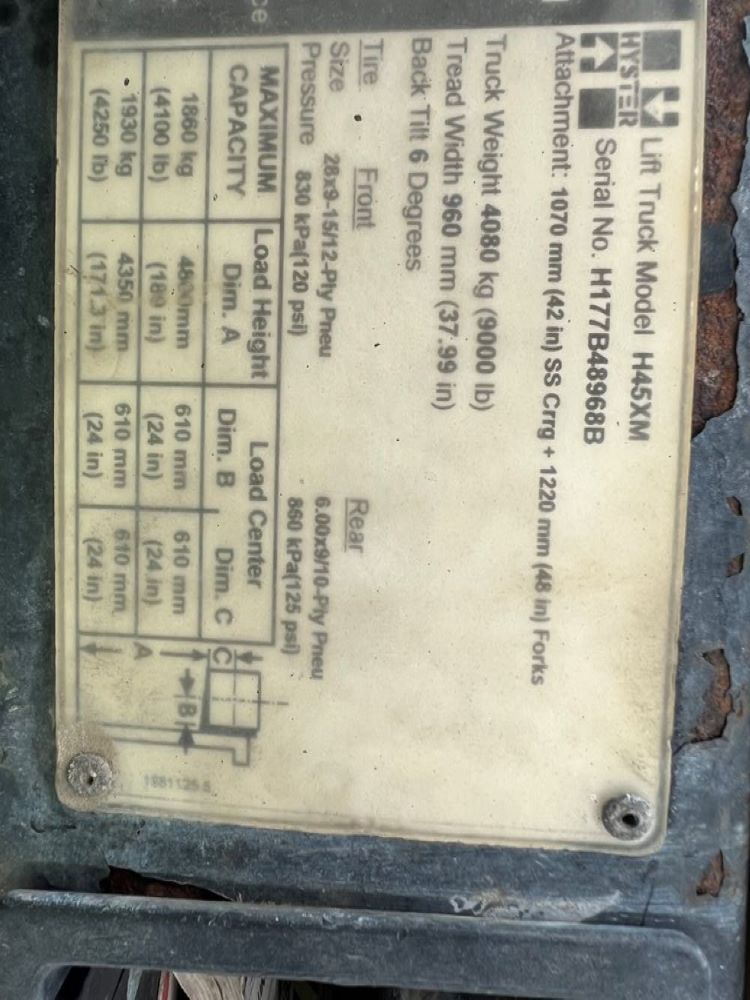 ce
HYSTER
Lift Truck Model H45XM
Serial No. H177B48968B
Attachment: 1070 mm (42 in) SS Crrg + 1220 mm (48 in) Forks
Truck Weight 4080 kg (9000 lb)
Tread Width 960 mm (37.99 in)
Back Tilt 6 Degrees
Tire Front Rear
Size 28x9-15/12-Ply Pneu 6.00x9/10-Ply Pneu
Pressure 830 kPa(120 psi) 860 kPa(125 psi)
MAXIMUM Load Height Load Center
CAPACITY Dim. A Dim. B Dim. C
1860 kg mm 610 mm 610 mm
(4100 lb) (189 in) (24 in) (24 in)
1930 kg 4350 mm 610 mm 610 mm
(4250 lb) (171.3 in) (24 in) (24 in)
C
B
A